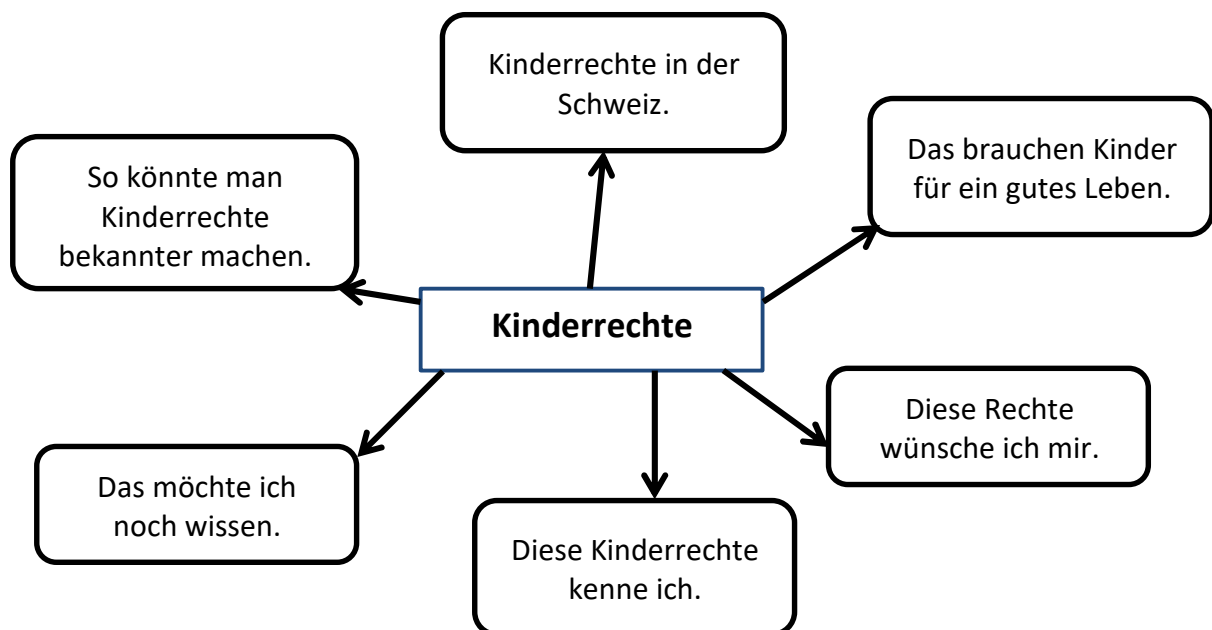 Kinderrechte in der
Schweiz.
Das brauchen Kinder
für ein gutes Leben.
So könnte man
Kinderrechte
bekannter machen.
Kinderrechte
Diese Rechte
wünsche ich mir.
Das möchte ich
noch wissen.
Diese Kinderrechte
kenne ich.